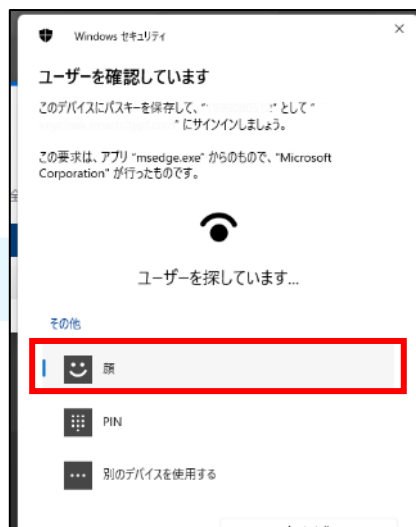 Windows セキュリティ
ユーザーを確認しています
このデバイスにパスキーを保存して、" " として "
" にサインインしましょう。
この要求は、アプリ "msedge.exe" からのもので、"Microsoft
Corporation" が行ったものです。
ユーザーを探しています...
その他
顔
PIN
別のデバイスを使用する